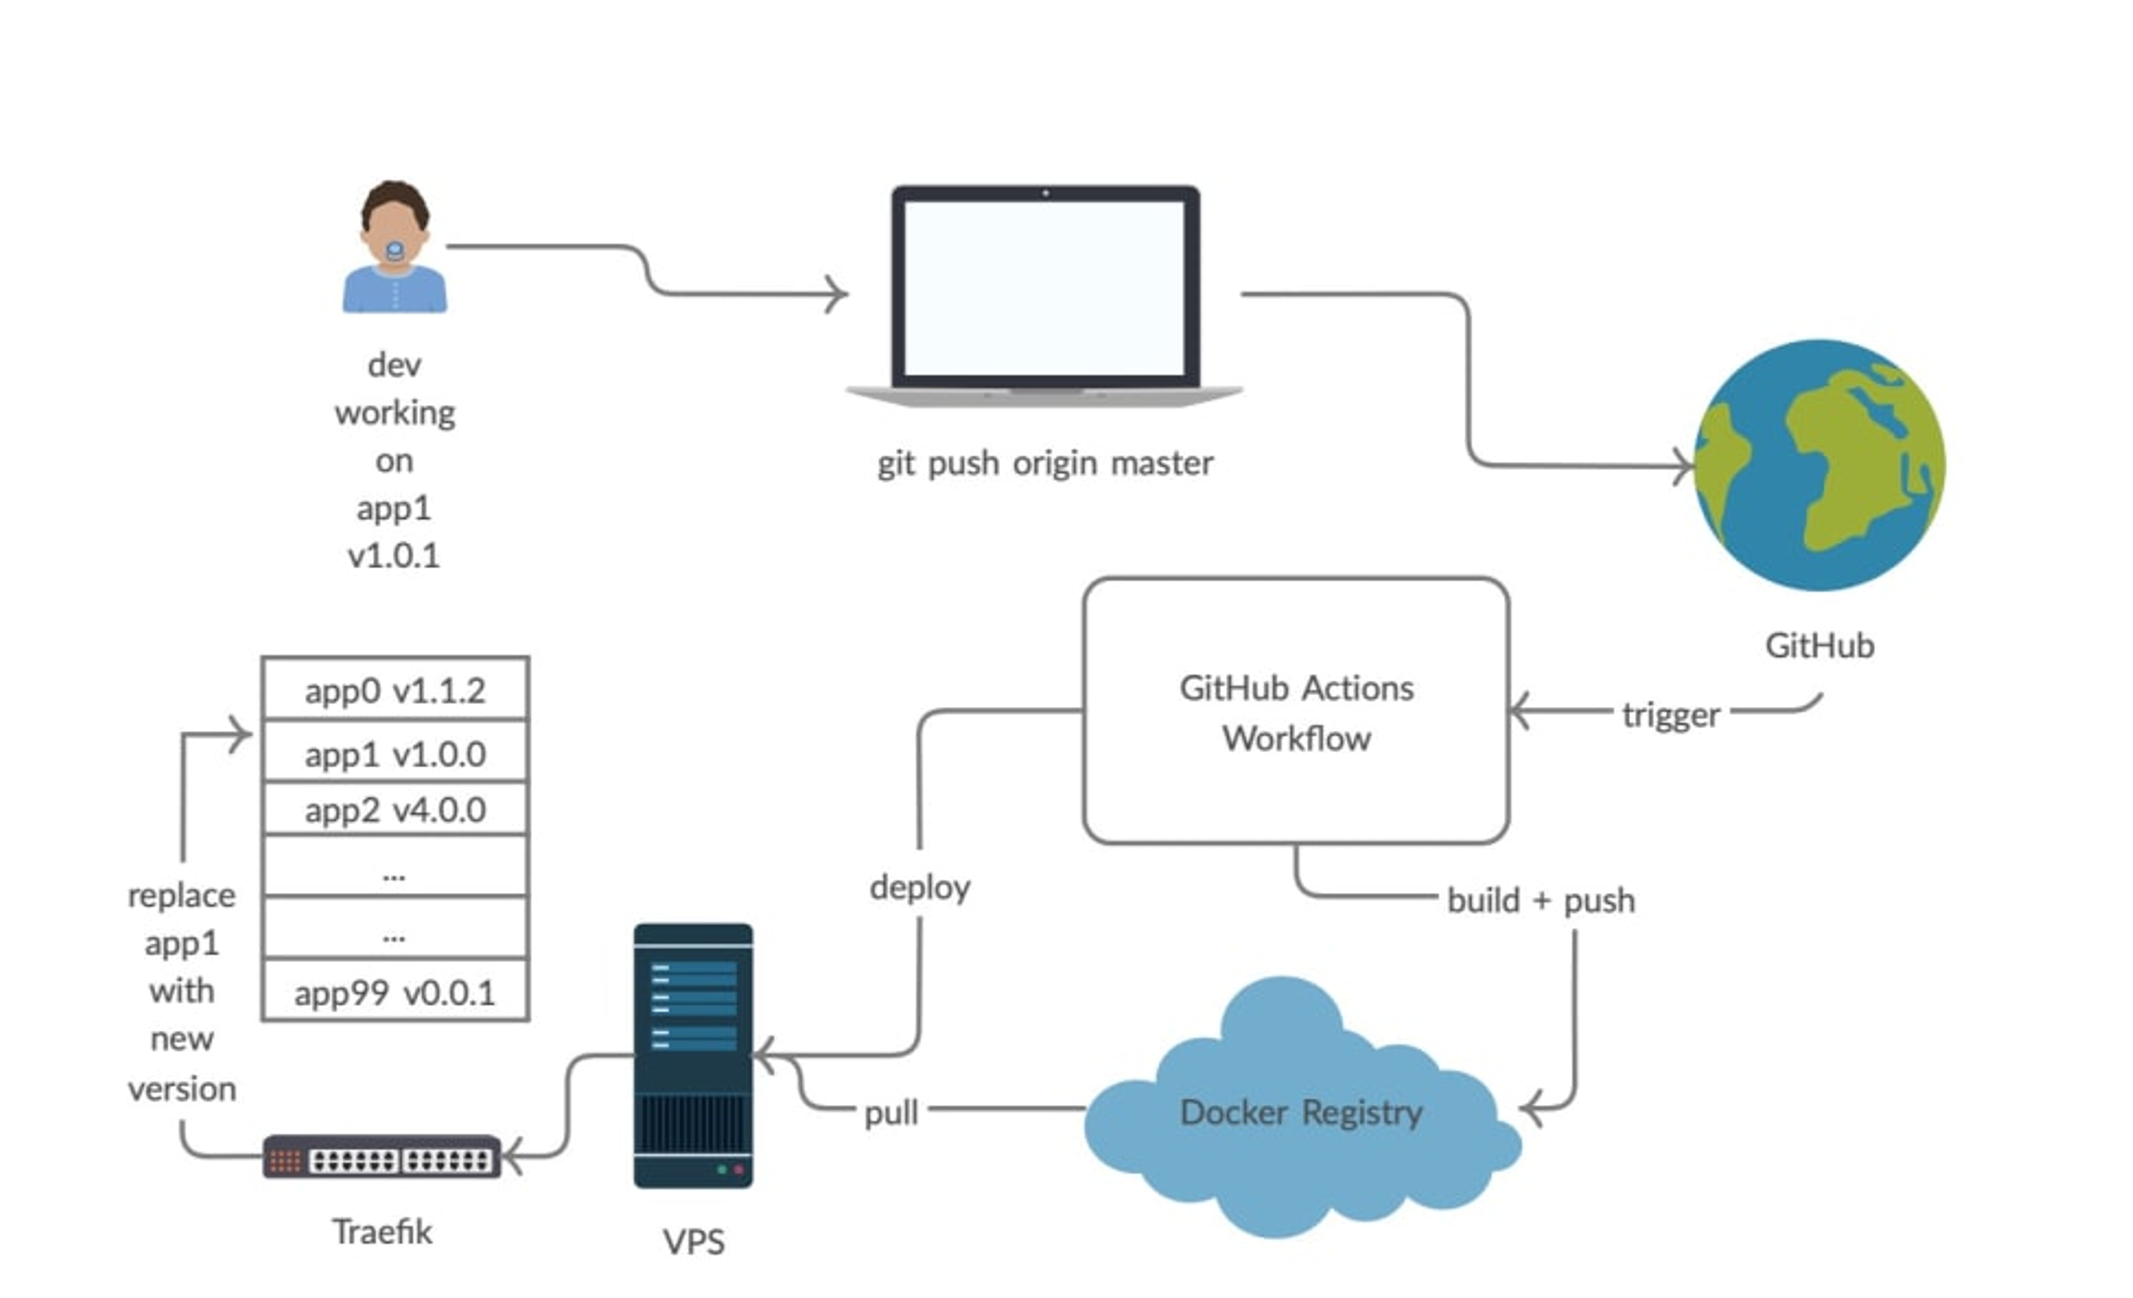 dev
working
on
app1
v1.0.1
git push origin master
GitHub
trigger
GitHub Actions
Workflow
build + push
deploy
Docker Registry
pull
VPS
Traefik
replace
app1
with
new
version
app0 v1.1.2
app1 v1.0.0
app2 v4.0.0
...
...
app99 v0.0.1